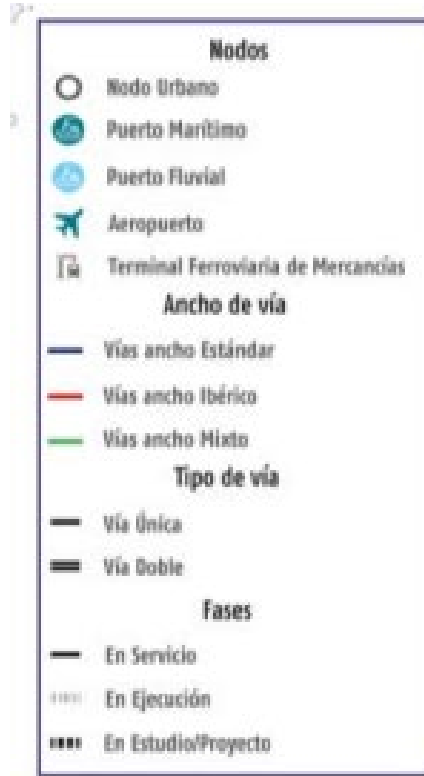 Nodos
Nodo Urbano
Puerto Marítimo
Puerto Fluvial
Aeropuerto
Terminal Ferroviaria de Mercancías
Ancho de vía
Vías ancho Estándar
Vías ancho Ibérico
Vías ancho Mixto
Tipo de vía
Vía Única
Vía Doble
Fases
En Servicio
En Ejecución
En Estudio/Proyecto